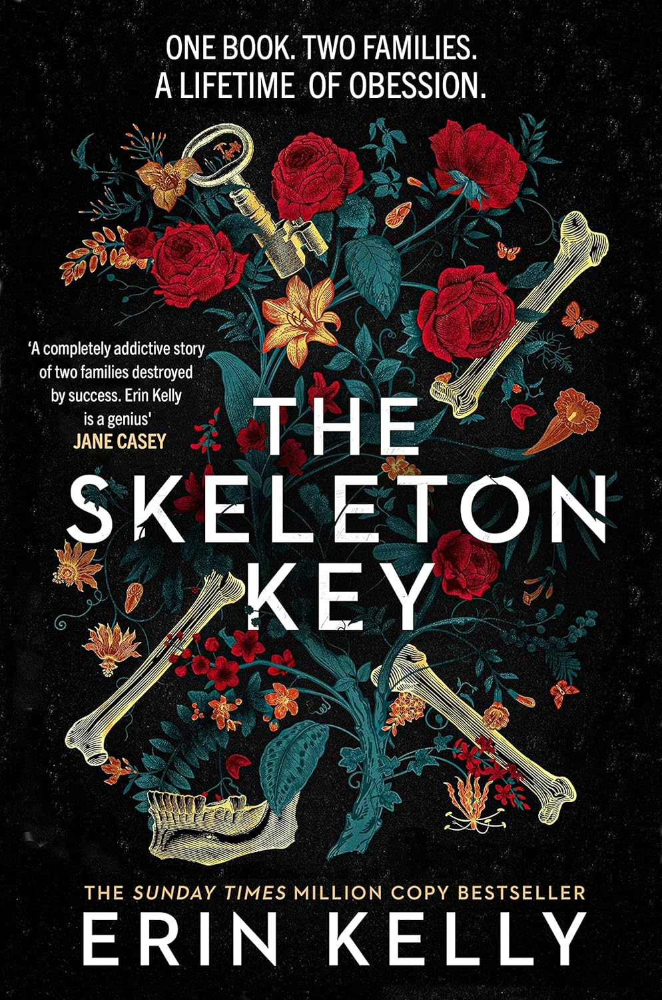 ONE BOOK. TWO FAMILIES.
A LIFETIME OF OBESSION.
‘A completely addictive story
of two families destroyed
by success. Erin Kelly
is a genius'
JANE CASEY
THE
SKELETON
KEY
THE SUNDAY TIMES MILLION COPY BESTSELLER
ERIN KELLY